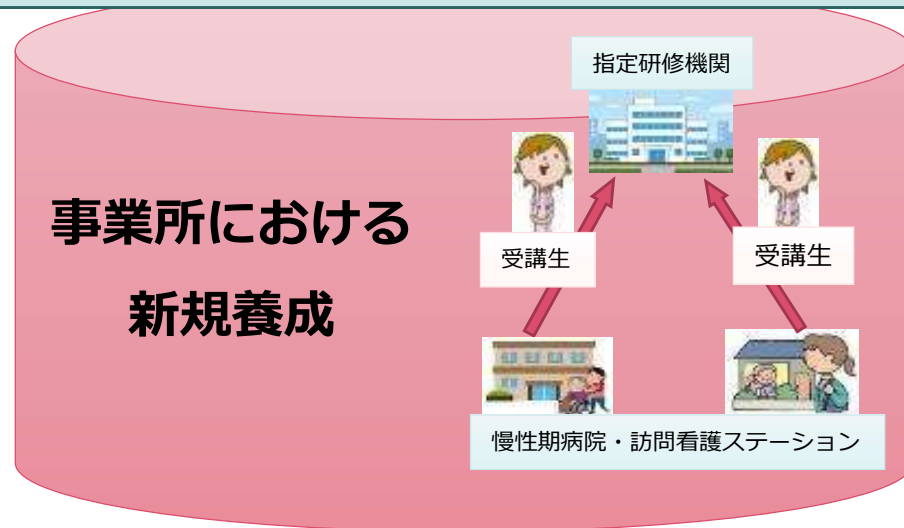 指定研修機関
事業所における
新規養成
受講生
受講生
慢性期病院・訪問看護ステーション